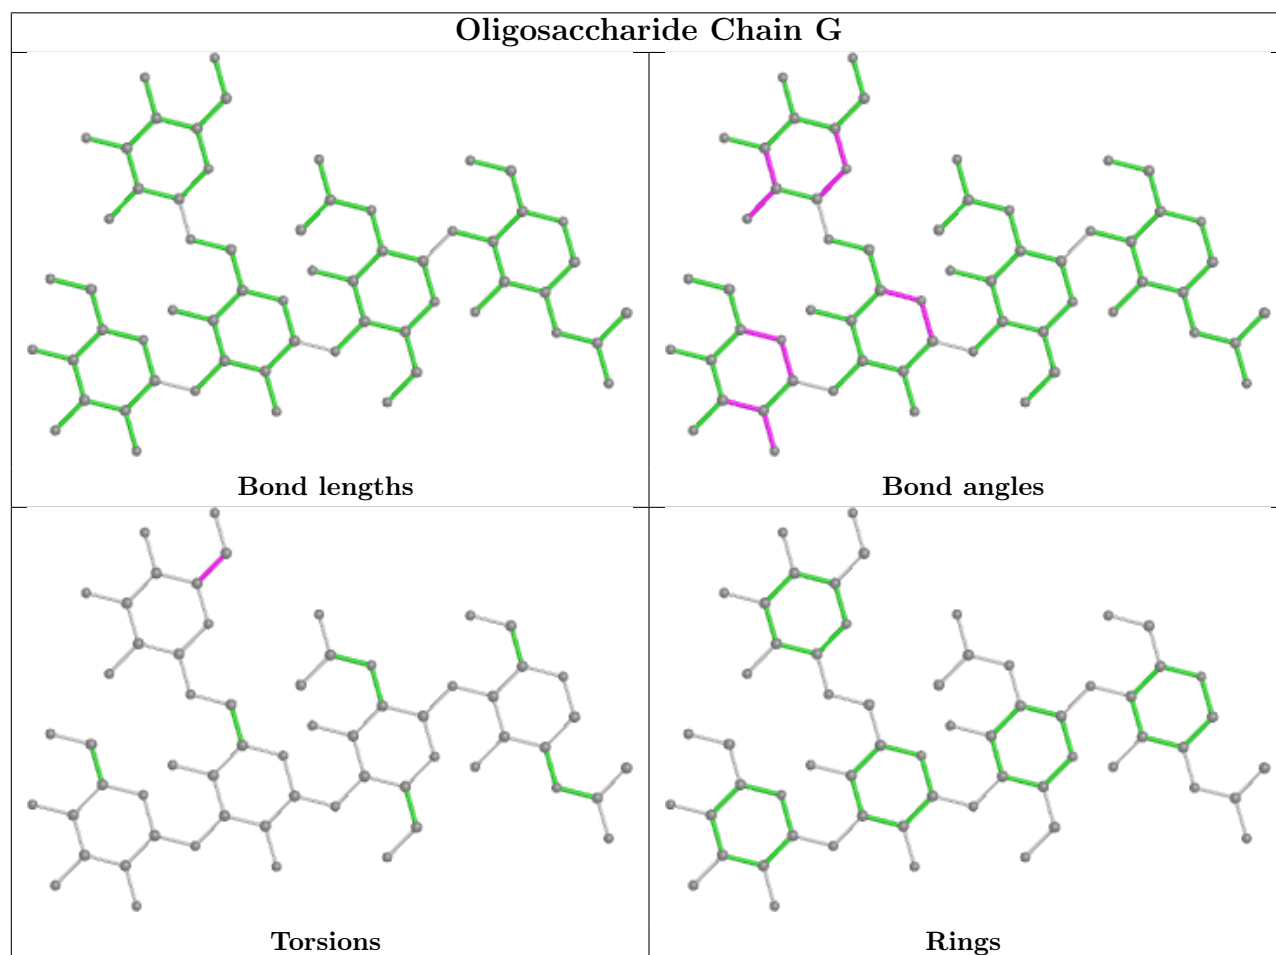 Oligosaccharide Chain G
Bond lengths
Bond angles
Torsions
Rings